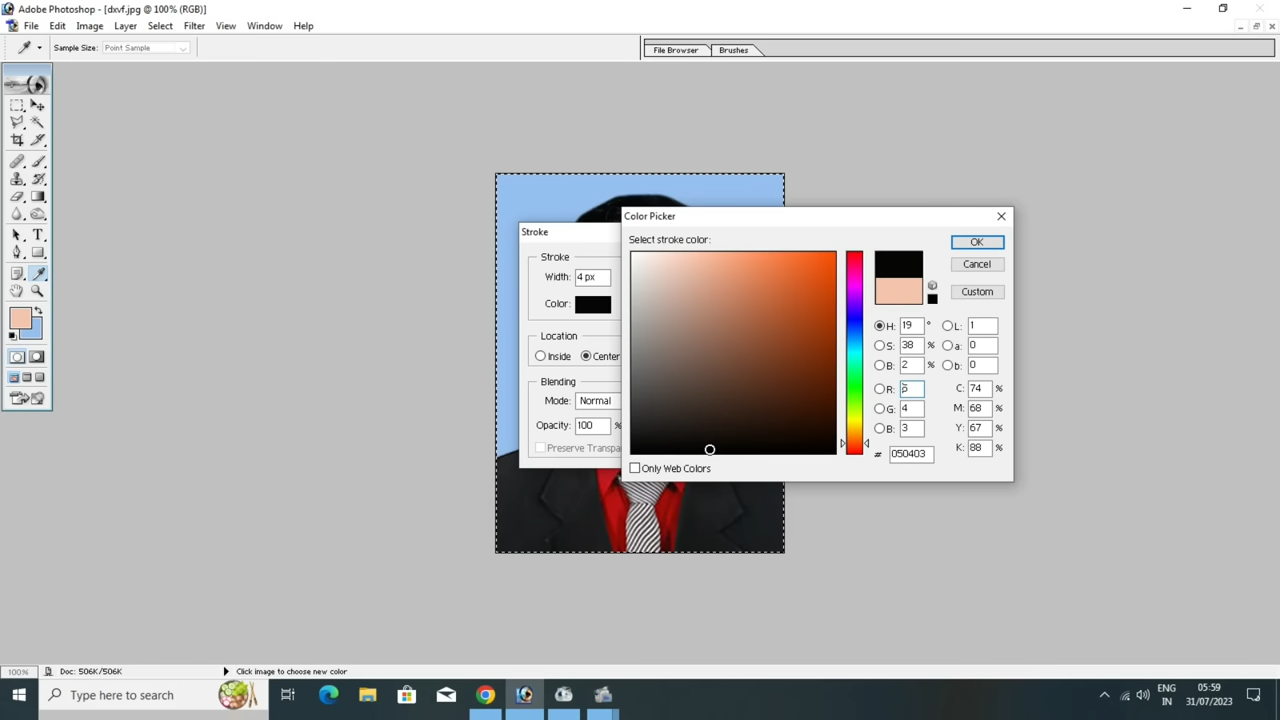 Adobe Photoshop - [dxvf.jpg @ 100% (RGB)]
File Edit Image Layer Select Filter View Window Help
Sample Size: Point Sample
File Browser Brushes
Color Picker
Select stroke color:
OK
Cancel
Custom
H: 19 °
S: 38 %
B: 2 %
R: 5
G: 4
B: 3
L: 1
a: 0
b: 0
C: 74 %
M: 68 %
Y: 67 %
K: 88 %
# 050403
Only Web Colors
Stroke
Stroke
Width: 4 px
Color:
Location
Inside Center
Blending
Mode: Normal
Opacity: 100 %
Preserve Transpa
100% Doc: 506K/506K Click image to choose new color
Type here to search
ENG
IN
05:59
31/07/2023